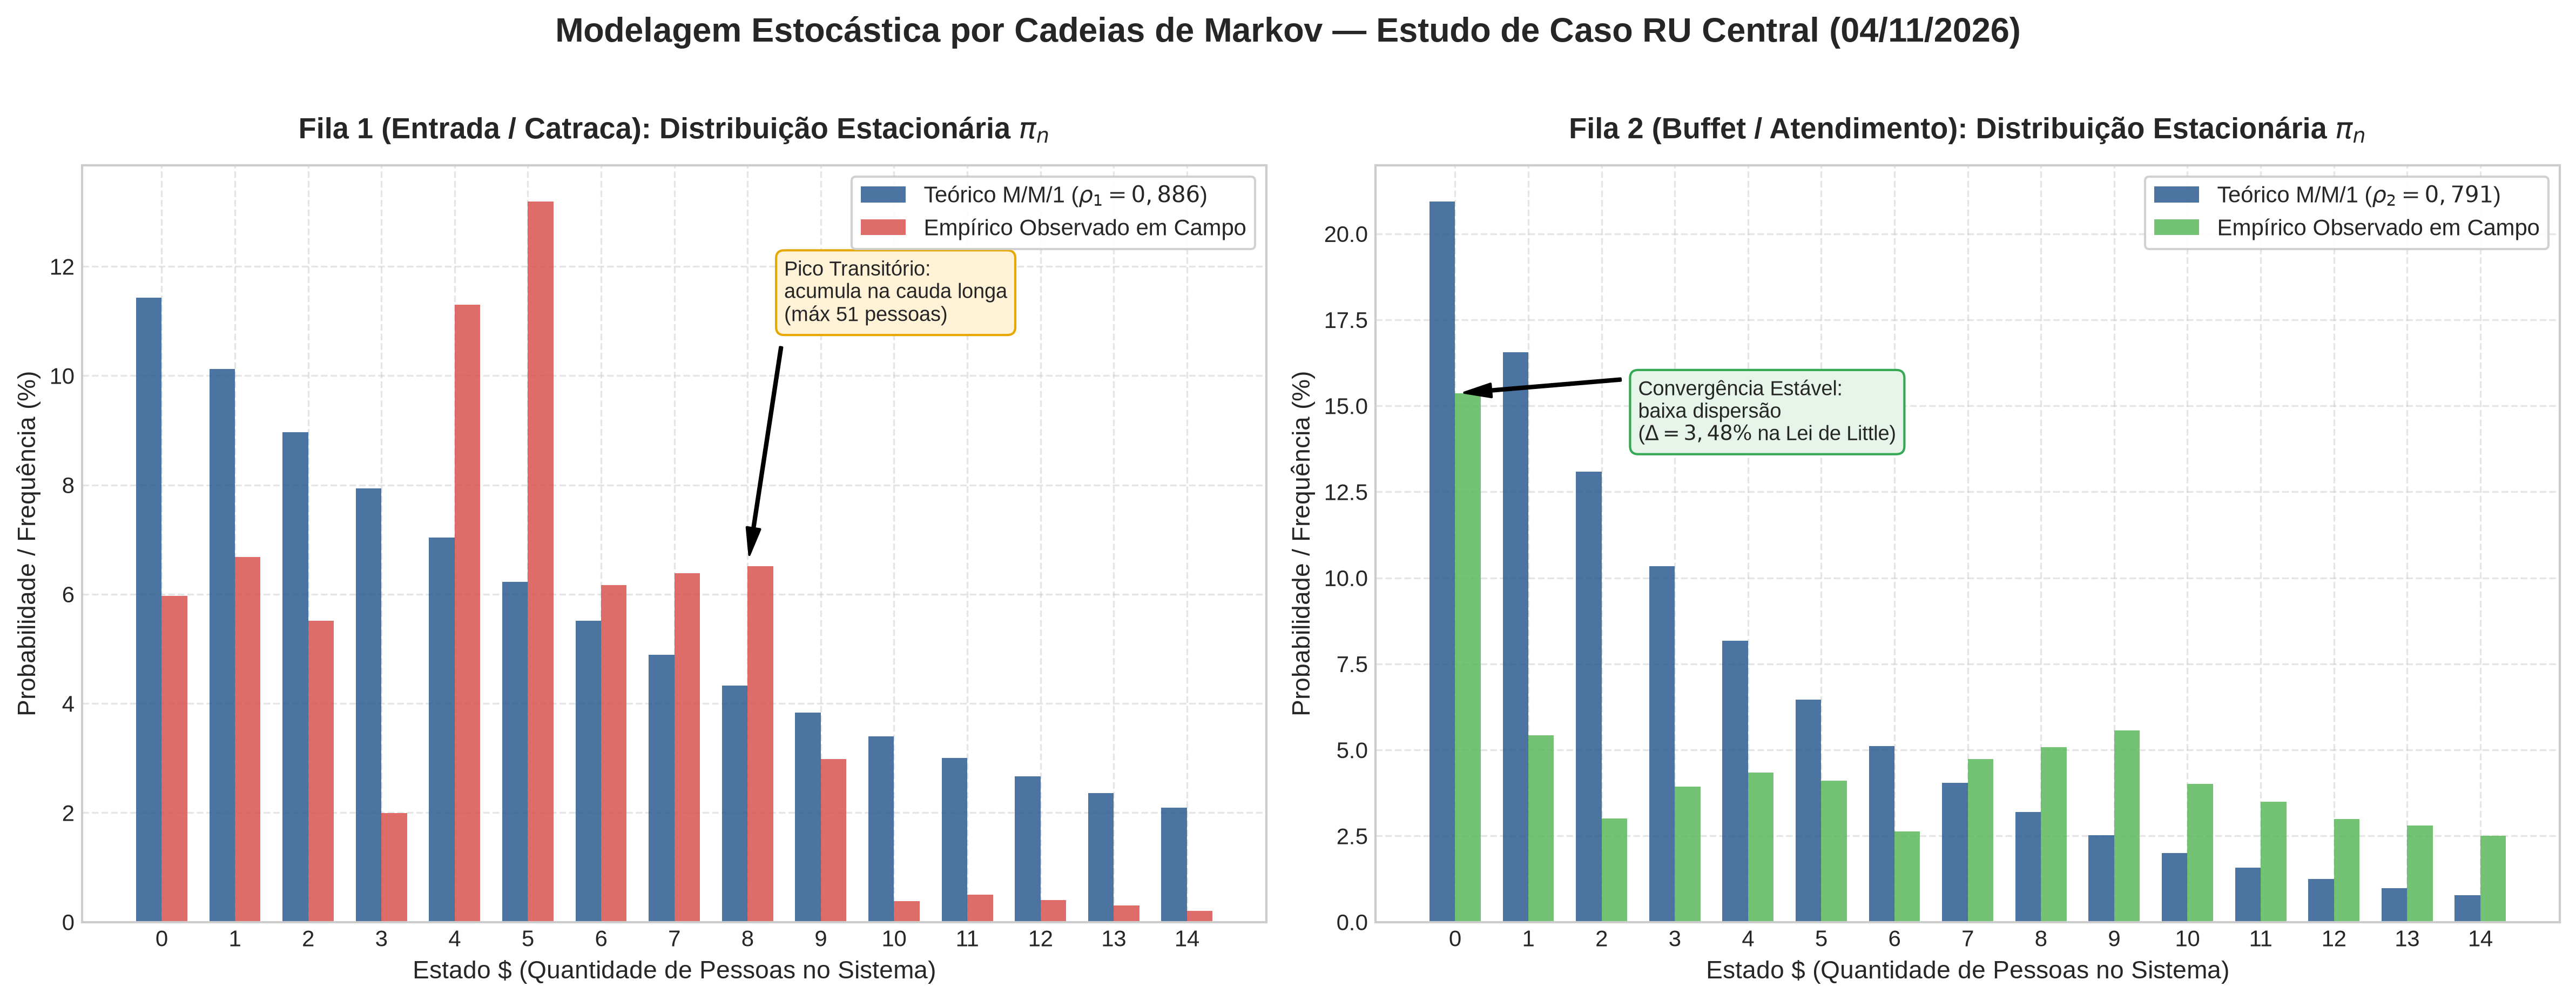 Modelagem Estocástica por Cadeias de Markov — Estudo de Caso RU Central (04/11/2026)
Fila 1 (Entrada / Catraca): Distribuição Estacionária πₙ
Probabilidade / Frequência (%)
12
10
8
6
4
2
0
Teórico M/M/1 (ρ₁ = 0,886)
Empírico Observado em Campo
Pico Transitório:
acumula na cauda longa
(máx 51 pessoas)
0 1 2 3 4 5 6 7 8 9 10 11 12 13 14
Estado $ (Quantidade de Pessoas no Sistema)
Fila 2 (Buffet / Atendimento): Distribuição Estacionária πₙ
Probabilidade / Frequência (%)
20.0
17.5
15.0
12.5
10.0
7.5
5.0
2.5
0.0
Teórico M/M/1 (ρ₂ = 0,791)
Empírico Observado em Campo
Convergência Estável:
baixa dispersão
(Δ = 3,48% na Lei de Little)
0 1 2 3 4 5 6 7 8 9 10 11 12 13 14
Estado $ (Quantidade de Pessoas no Sistema)